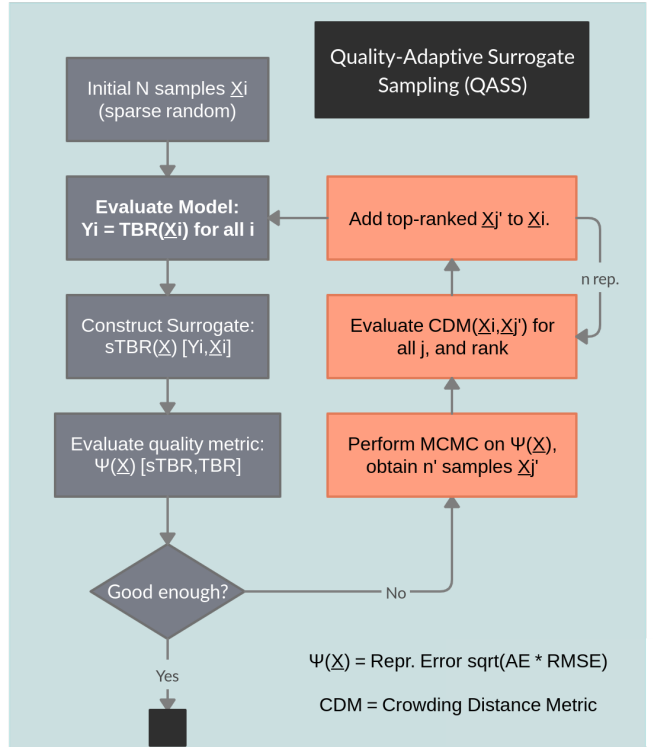 Quality-Adaptive Surrogate
Sampling (QASS)
Initial N samples Xi
(sparse random)
Evaluate Model:
Yi = TBR(Xi) for all i
Construct Surrogate:
sTBR(X) [Yi,Xi]
Evaluate quality metric:
Ψ(X) [sTBR,TBR]
Good enough?
Yes
No
Perform MCMC on Ψ(X),
obtain n' samples Xj'
Evaluate CDM(Xi,Xj') for
all j, and rank
Add top-ranked Xj' to Xi.
n rep.
Ψ(X) = Repr. Error sqrt(AE * RMSE)
CDM = Crowding Distance Metric